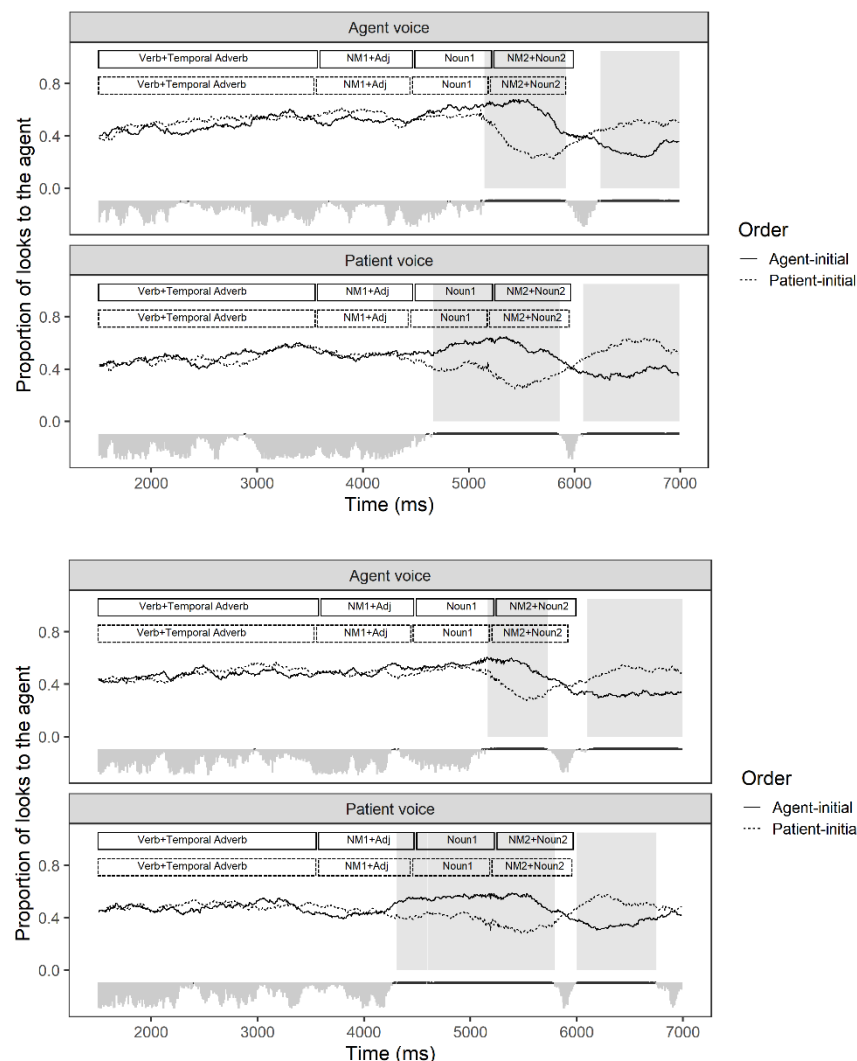 Agent voice
Verb+Temporal Adverb NM1+Adj Noun1 NM2+Noun2
Verb+Temporal Adverb NM1+Adj Noun1 NM2+Noun2
0.8
0.4
0.0
Patient voice
Verb+Temporal Adverb NM1+Adj Noun1 NM2+Noun2
Verb+Temporal Adverb NM1+Adj Noun1 NM2+Noun2
0.8
0.4
0.0
Proportion of looks to the agent
2000 3000 4000 5000 6000 7000
Time (ms)
Order
Agent-initial
Patient-initial
Agent voice
Verb+Temporal Adverb NM1+Adj Noun1 NM2+Noun2
Verb+Temporal Adverb NM1+Adj Noun1 NM2+Noun2
0.8
0.4
0.0
Patient voice
Verb+Temporal Adverb NM1+Adj Noun1 NM2+Noun2
Verb+Temporal Adverb NM1+Adj Noun1 NM2+Noun2
0.8
0.4
0.0
Proportion of looks to the agent
2000 3000 4000 5000 6000 7000
Time (ms)
Order
Agent-initial
Patient-initia